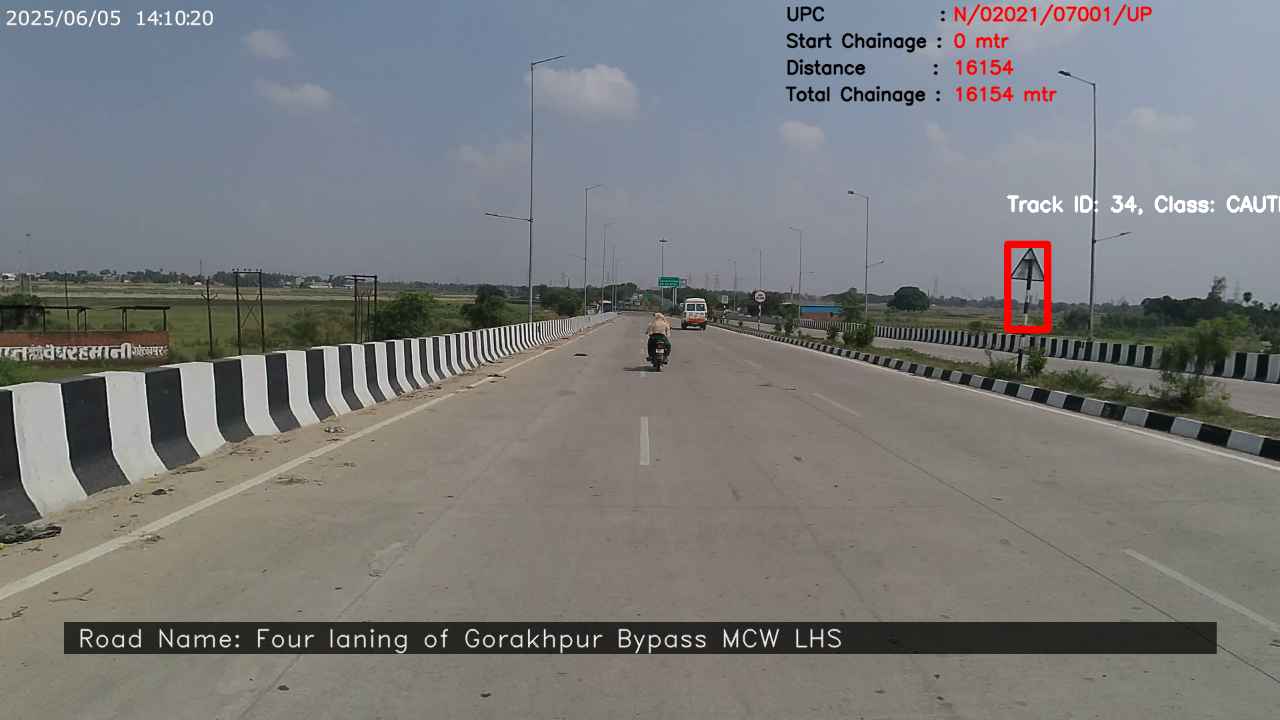 2025/06/05 14:10:20
UPC : N/02021/07001/UP
Start Chainage : 0 mtr
Distance : 16154
Total Chainage : 16154 mtr
Track ID: 34, Class: CAUTI
Road Name: Four laning of Gorakhpur Bypass MCW LHS